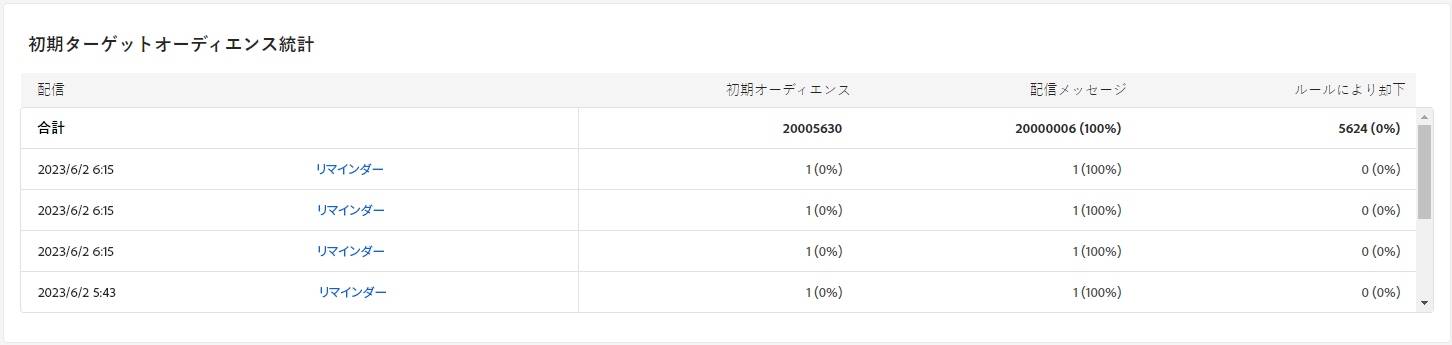 初期ターゲットオーディエンス統計
配信 初期オーディエンス 配信メッセージ ルールにより却下
合計 20005630 20000006 (100%) 5624 (0%)
2023/6/2 6:15 リマインダー 1 (0%) 1 (100%) 0 (0%)
2023/6/2 6:15 リマインダー 1 (0%) 1 (100%) 0 (0%)
2023/6/2 6:15 リマインダー 1 (0%) 1 (100%) 0 (0%)
2023/6/2 5:43 リマインダー 1 (0%) 1 (100%) 0 (0%)